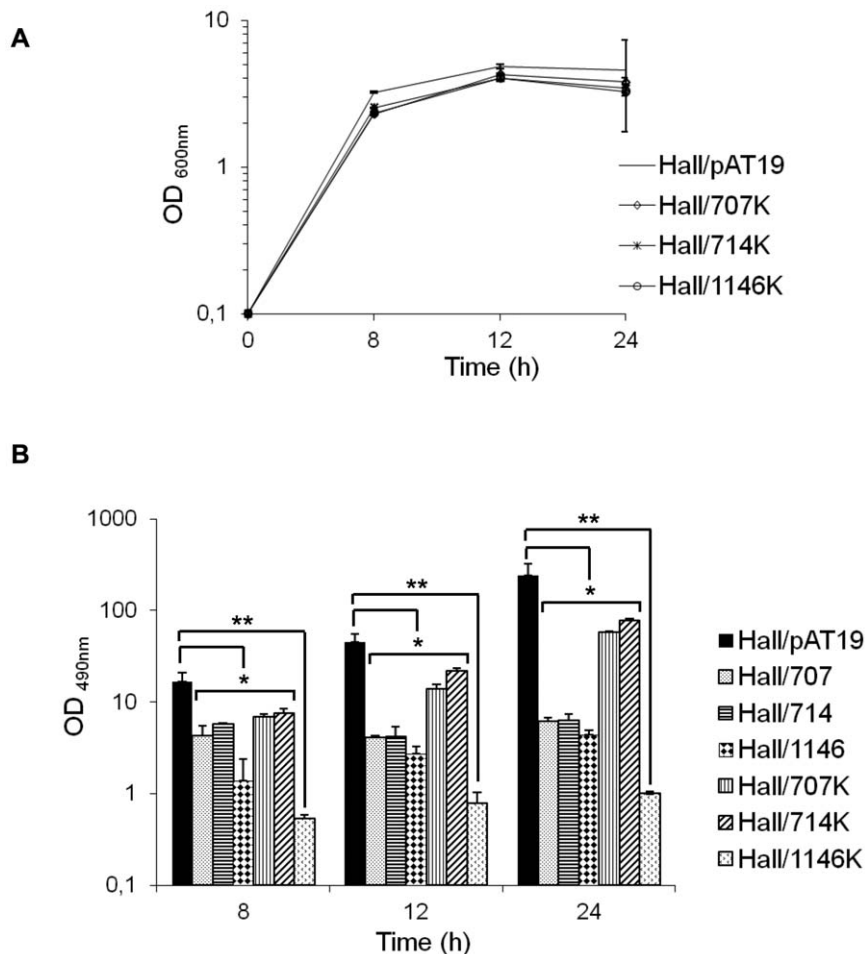 A
10
1
0,1
OD 600nm
0 8 12 24
Time (h)
Hall/pAT19
Hall/707K
Hall/714K
Hall/1146K
B
1000
100
10
1
0,1
OD 490nm
** * ** * ** *
8 12 24
Time (h)
Hall/pAT19
Hall/707
Hall/714
Hall/1146
Hall/707K
Hall/714K
Hall/1146K